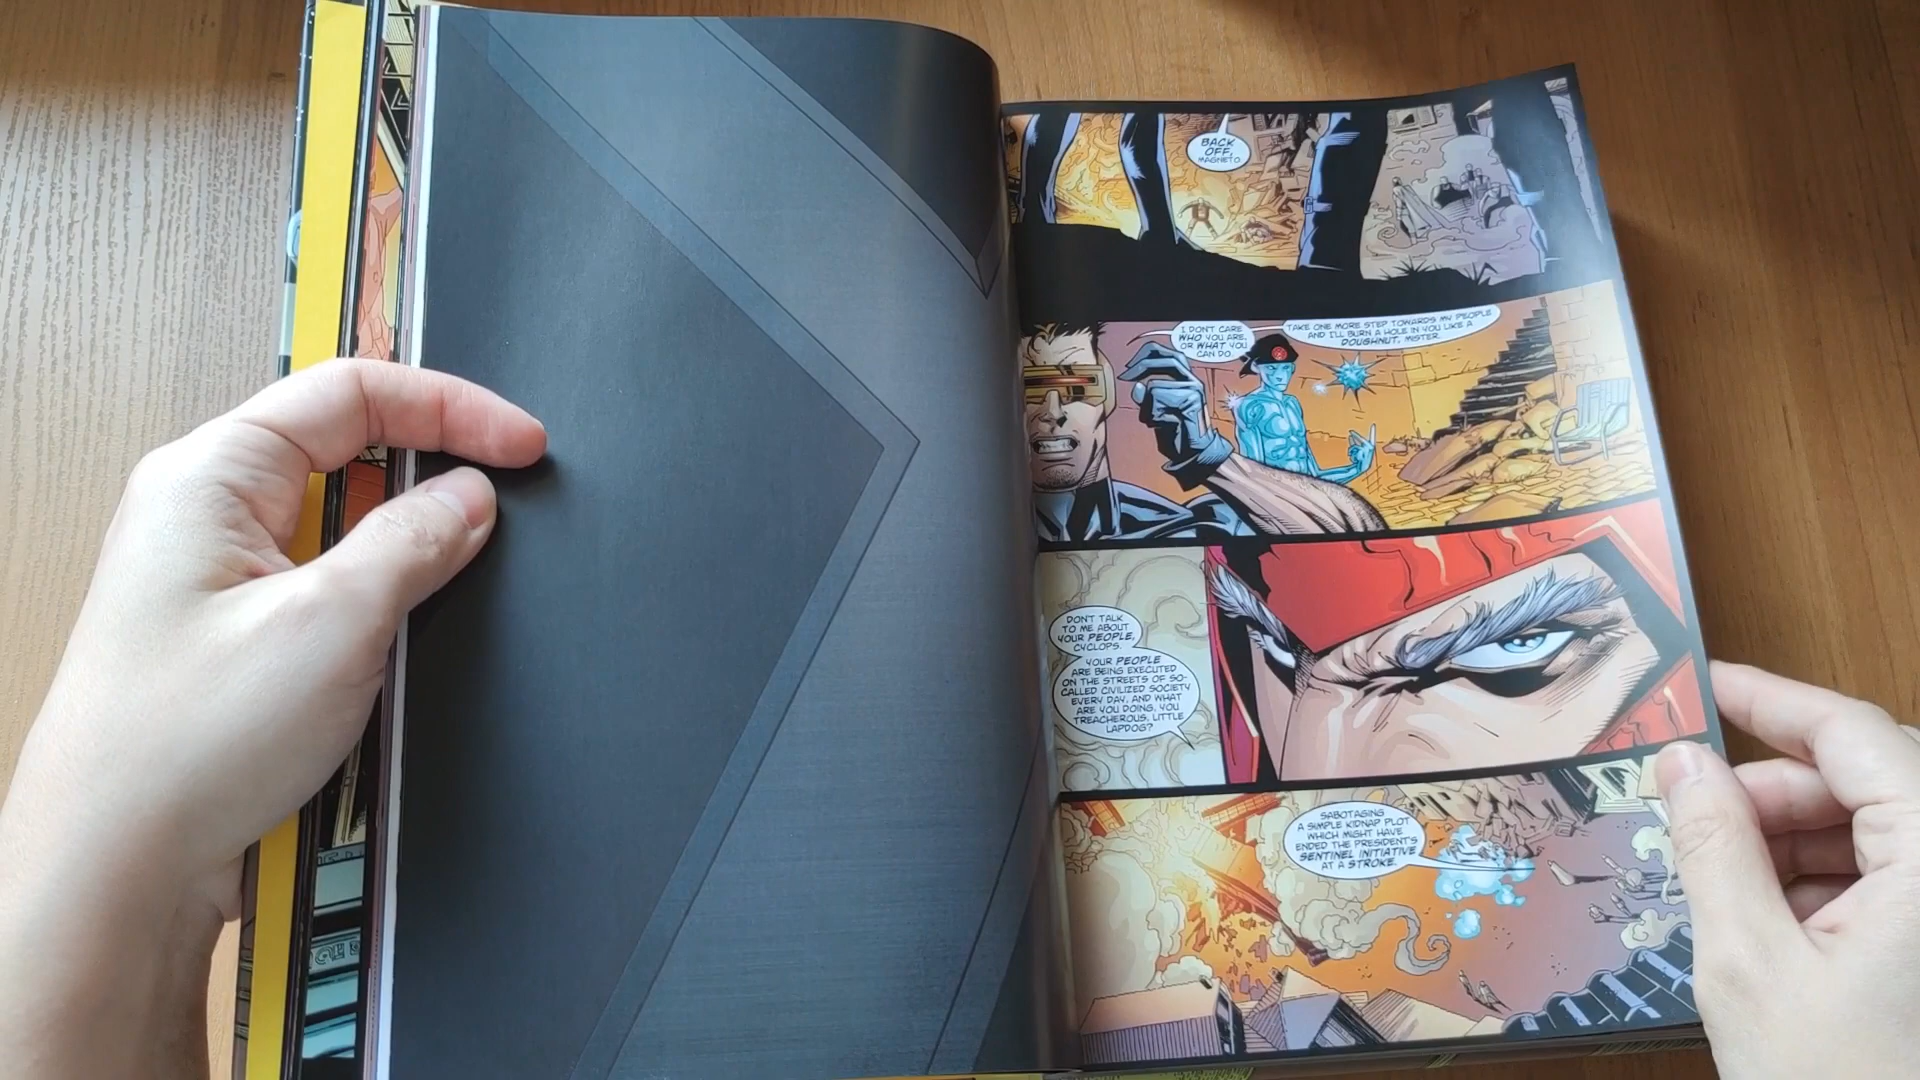 BACK
OFF,
MAGNETO.
I DON'T CARE
WHO YOU ARE,
OR WHAT YOU
CAN DO.
TAKE ONE MORE STEP TOWARDS MY PEOPLE
AND I'LL BURN A HOLE IN YOU LIKE A
DOUGHNUT, MISTER.
DON'T TALK
TO ME ABOUT
YOUR PEOPLE,
CYCLOPS.
YOUR PEOPLE
ARE BEING EXECUTED
ON THE STREETS OF SO-
CALLED CIVILIZED SOCIETY
EVERY DAY, AND WHAT
ARE YOU DOING, YOU
TREACHEROUS, LITTLE
LAPDOG?
SABOTAGING
A SIMPLE KIDNAP PLOT
WHICH MIGHT HAVE
ENDED THE PRESIDENT'S
SENTINEL INITIATIVE
AT A STROKE.